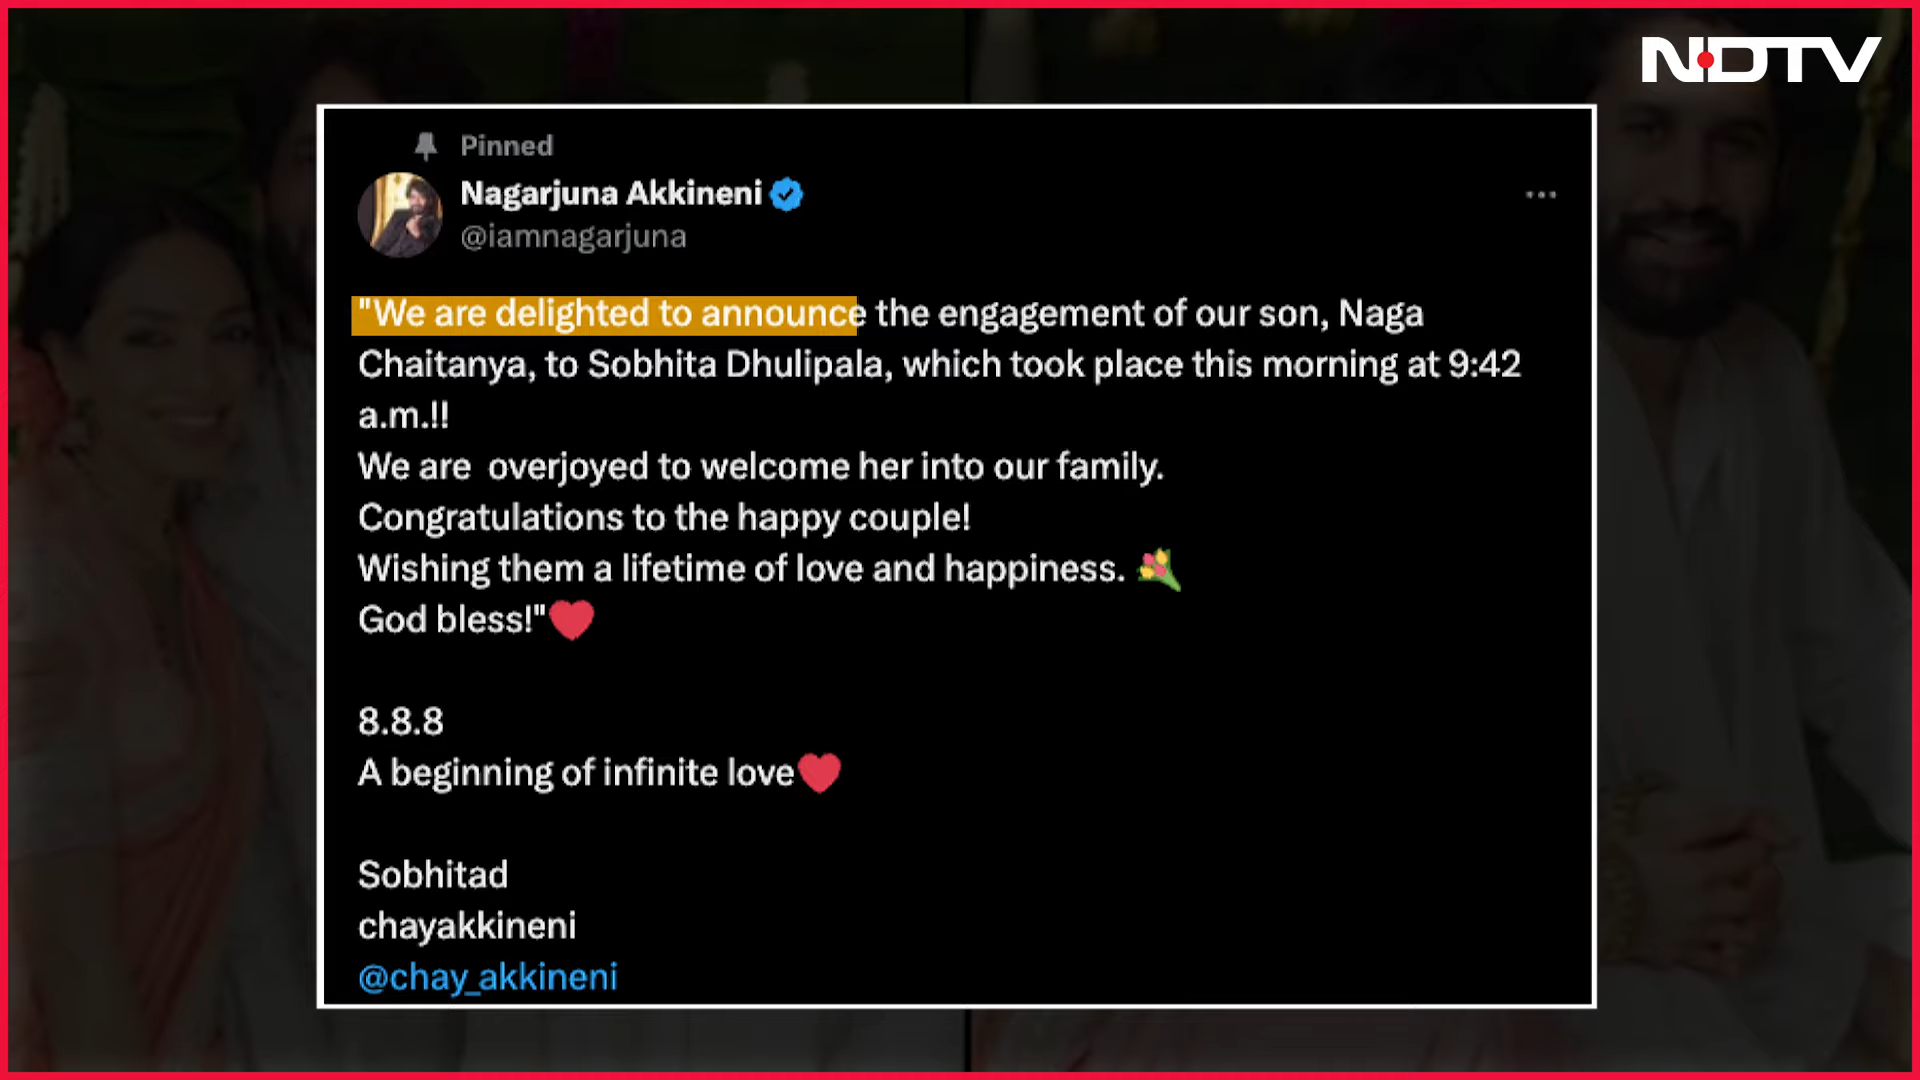 NDTV
Pinned
Nagarjuna Akkineni
@iamnagarjuna
"We are delighted to announce the engagement of our son, Naga
Chaitanya, to Sobhita Dhulipala, which took place this morning at 9:42
a.m.!!
We are  overjoyed to welcome her into our family.
Congratulations to the happy couple!
Wishing them a lifetime of love and happiness. 💐
God bless!"❤️
8.8.8
A beginning of infinite love❤️
Sobhitad
chayakkineni
@chay_akkineni